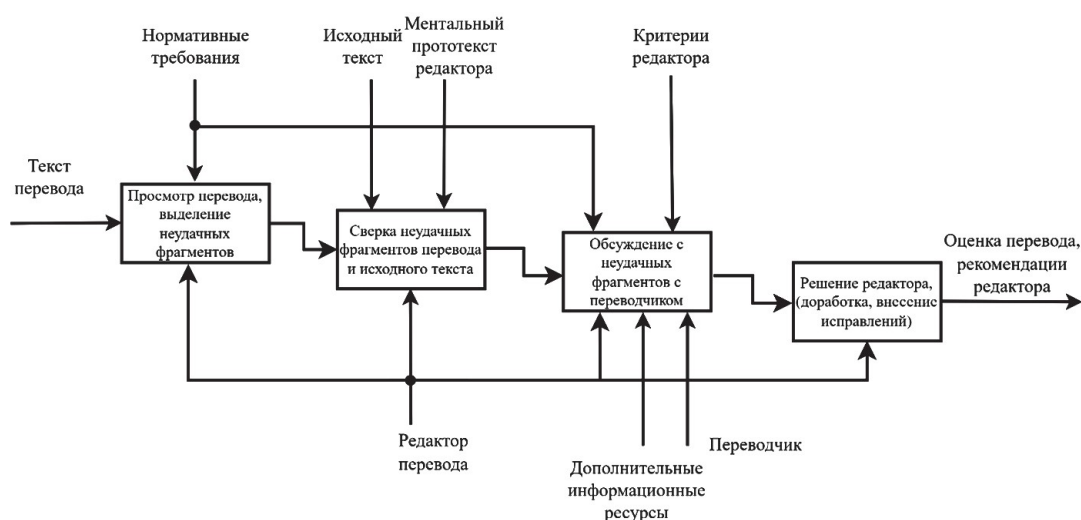 Нормативные
требования
Исходный
текст
Ментальный
прототекст
редактора
Критерии
редактора
Текст
перевода
Просмотр перевода,
выделение
неудачных
фрагментов
Сверка неудачных
фрагментов перевода
и исходного текста
Обсуждение с
неудачных
фрагментов с
переводчиком
Решение редактора,
(доработка, внесение
исправлений)
Оценка перевода,
рекомендации
редактора
Редактор
перевода
Дополнительные
информационные
ресурсы
Переводчик